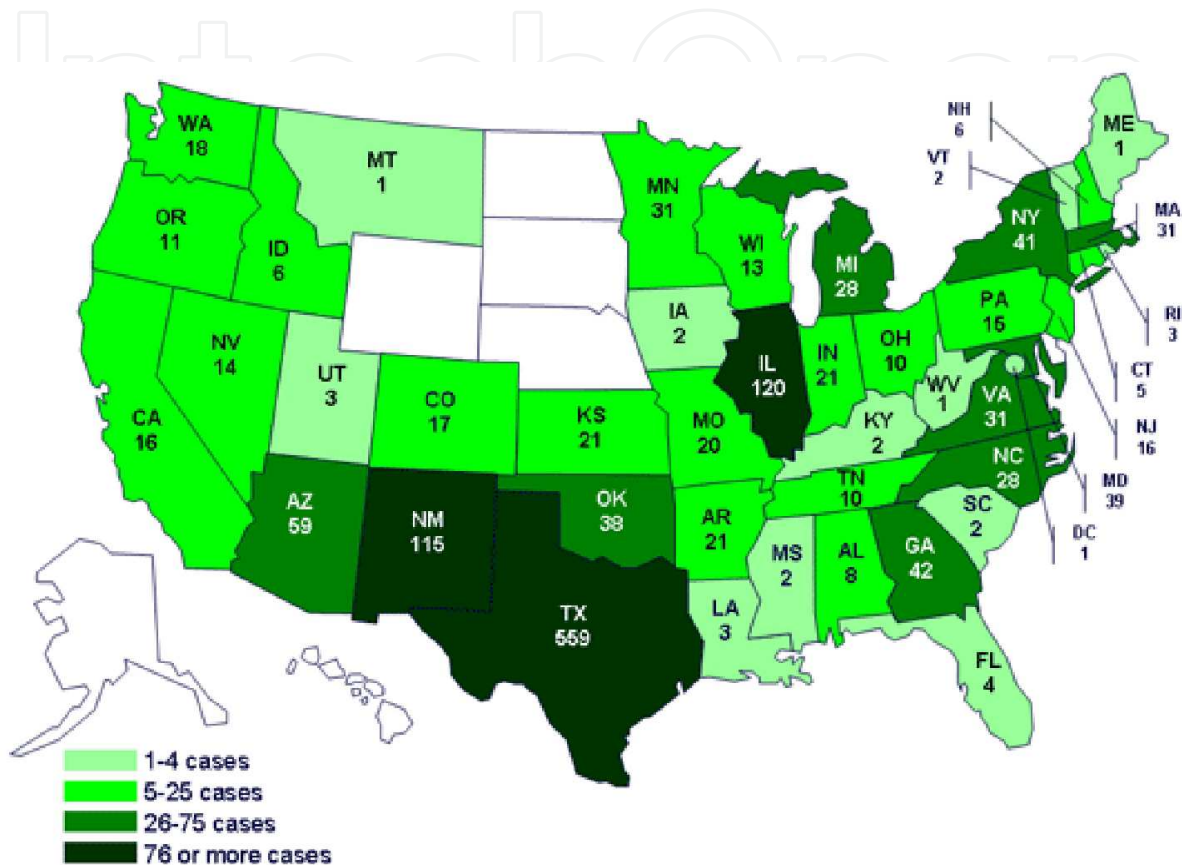 IntechOpen
WA
18
MT
1
OR
11
ID
6
NV
14
CA
16
UT
3
CO
17
AZ
59
NM
115
KS
21
OK
38
TX
559
MN
31
WI
13
IA
2
IL
120
MO
20
AR
21
LA
3
MS
2
AL
8
TN
10
KY
2
IN
21
OH
10
MI
28
WV
1
VA
31
NC
28
SC
2
GA
42
FL
4
PA
15
NY
41
VT
2
NH
6
ME
1
MA
31
RI
3
CT
5
NJ
16
MD
39
DC
1
1-4 cases
5-25 cases
26-75 cases
76 or more cases